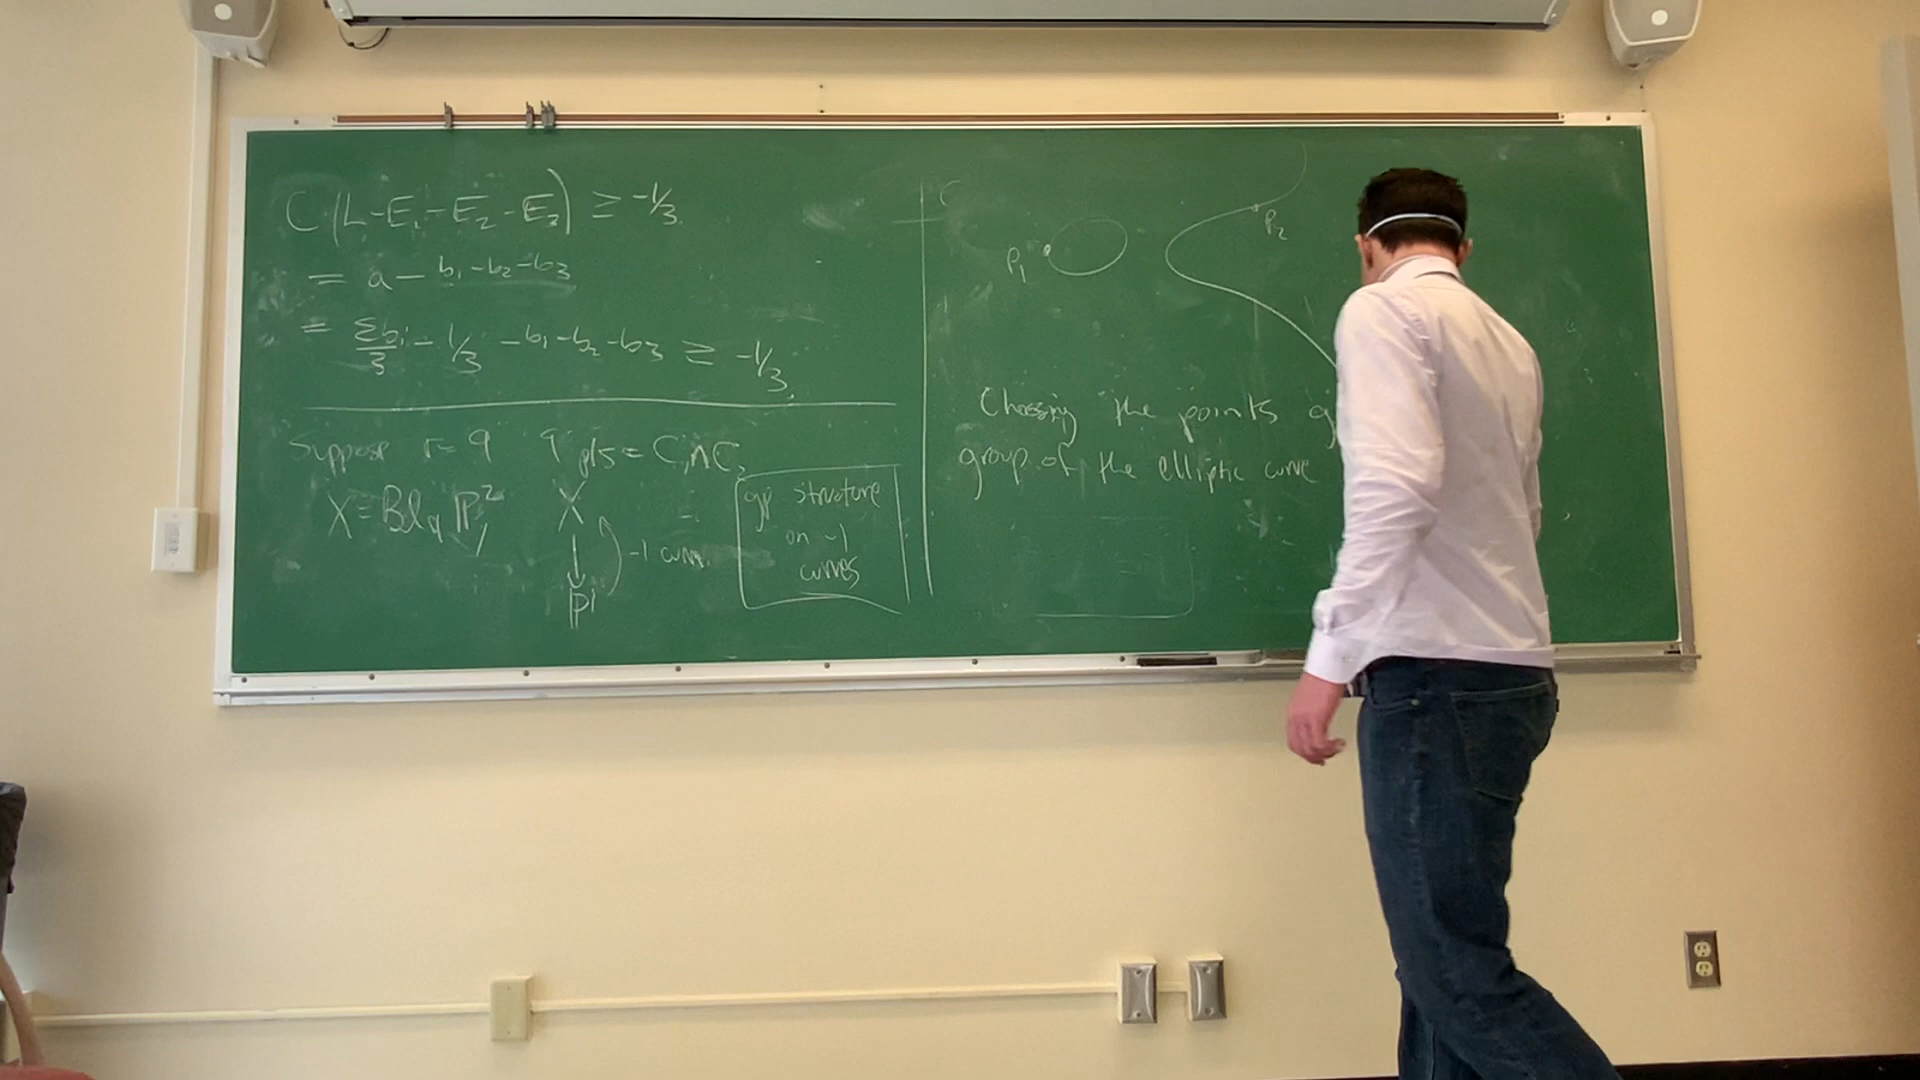 C(L-E₁-E₂-E₃) ≥ -1/3.
= a - b₁-b₂-b₃
= Σbᵢ/3 - 1/3 -b₁-b₂-b₃ ≥ -1/3.
Suppose r=9 9 pts = C₁∩C₂
X = Bl₉ P²,
X
↓
P¹
-1 curve
gp structure
on -1
curves
C
P₁
P₂
Choosing the points
group of the elliptic curve